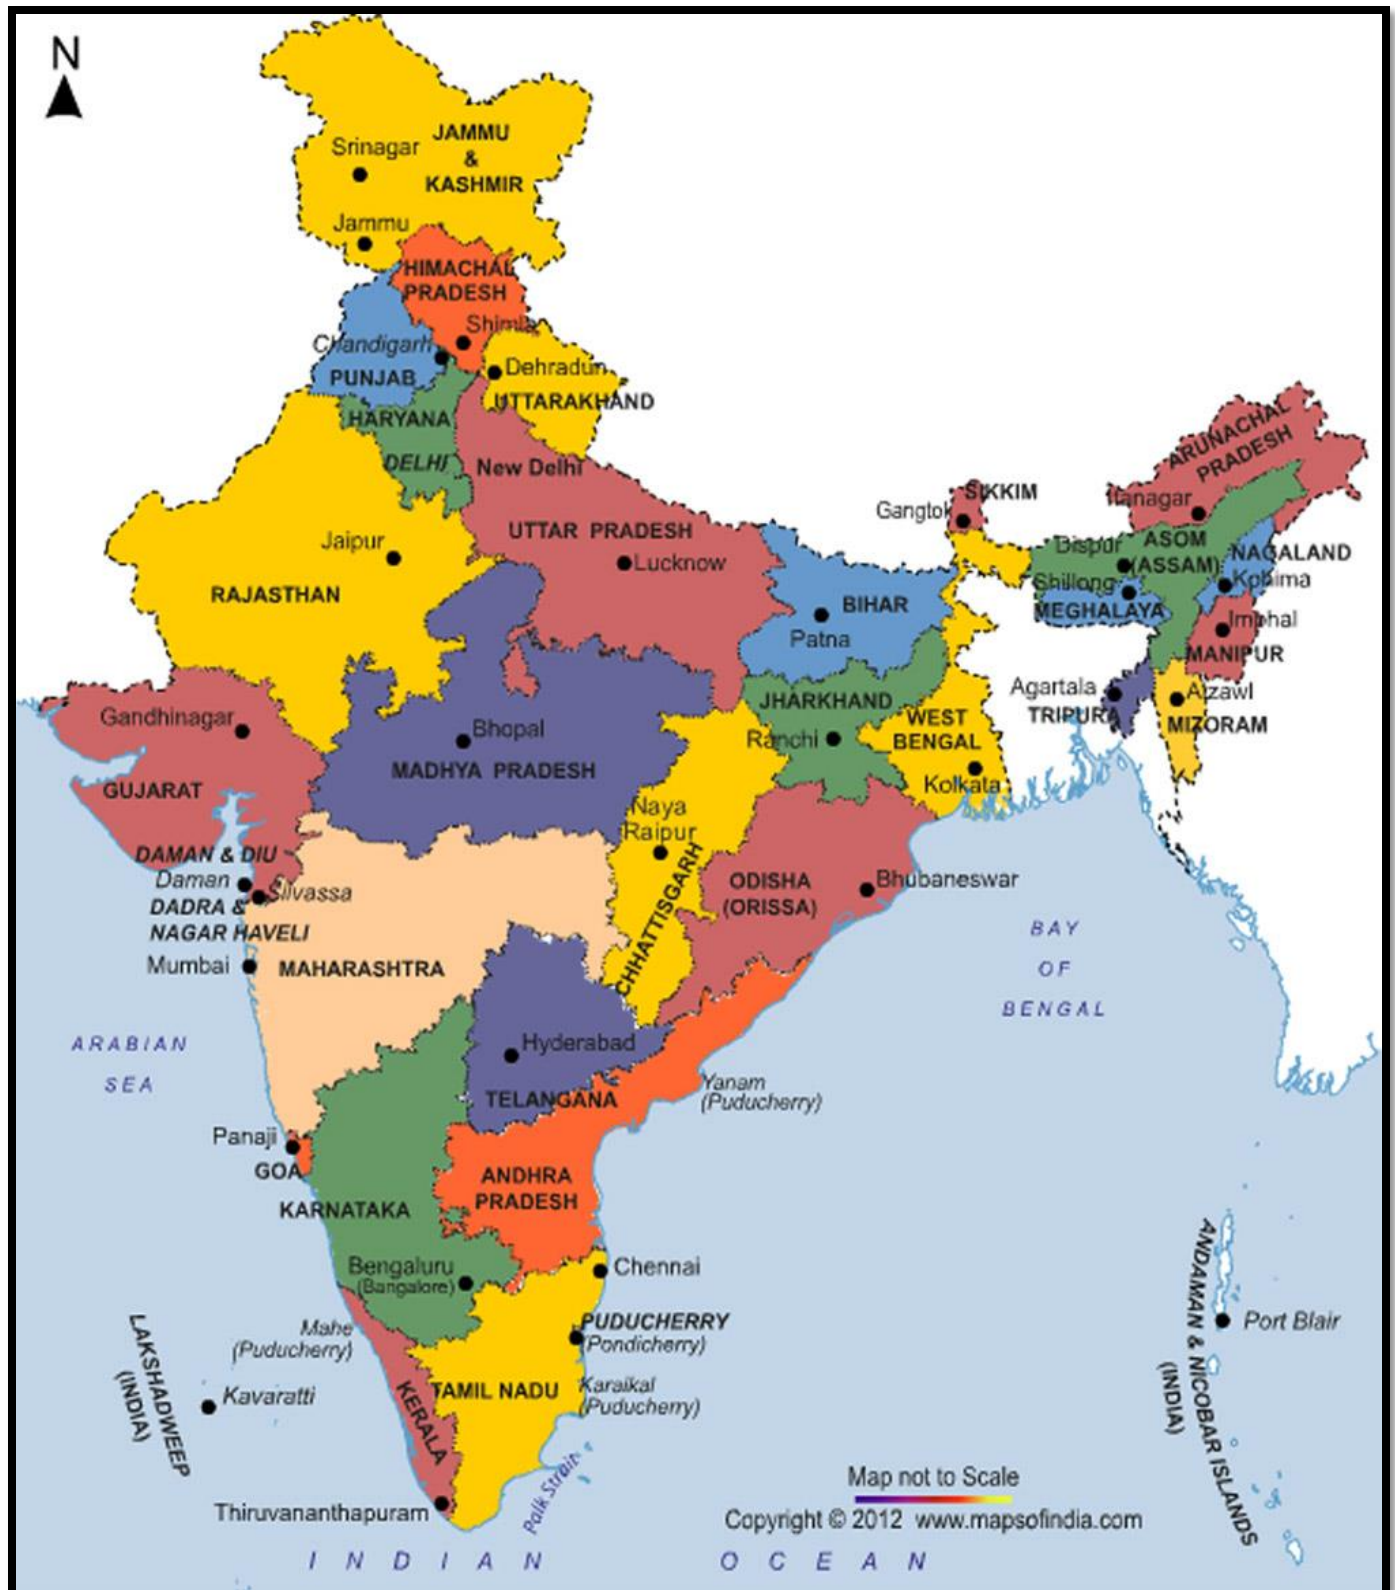 N
JAMMU
&
KASHMIR
Srinagar
Jammu
HIMACHAL
PRADESH
Shimla
Chandigarh
PUNJAB
Dehradun
UTTARAKHAND
HARYANA
DELHI
New Delhi
ARUNACHAL
PRADESH
SIKKIM
Gangtok
Itanagar
UTTAR PRADESH
Lucknow
Jaipur
RAJASTHAN
Dispur
ASOM
(ASSAM)
NAGALAND
Shillong
Kohima
MEGHALAYA
BIHAR
Patna
Imphal
MANIPUR
Agartala
TRIPURA
Aizawl
MIZORAM
Gandhinagar
GUJARAT
Bhopal
MADHYA PRADESH
JHARKHAND
Ranchi
WEST
BENGAL
Kolkata
Naya
Raipur
CHHATTISGARH
ODISHA
(ORISSA)
Bhubaneswar
DAMAN & DIU
Daman
Silvassa
DADRA &
NAGAR HAVELI
Mumbai
MAHARASHTRA
BAY
OF
BENGAL
ARABIAN
SEA
Hyderabad
TELANGANA
Yanam
(Puducherry)
Panaji
GOA
ANDHRA
PRADESH
KARNATAKA
Bengaluru
(Bangalore)
Chennai
PUDUCHERRY
(Pondicherry)
Mahe
(Puducherry)
Karaikal
(Puducherry)
TAMIL NADU
KERALA
LAKSHADWEEP
(INDIA)
Kavaratti
Thiruvananthapuram
Palk Strait
ANDAMAN & NICOBAR ISLANDS
(INDIA)
Port Blair
Map not to Scale
Copyright © 2012 www.mapsofindia.com
INDIAN OCEAN